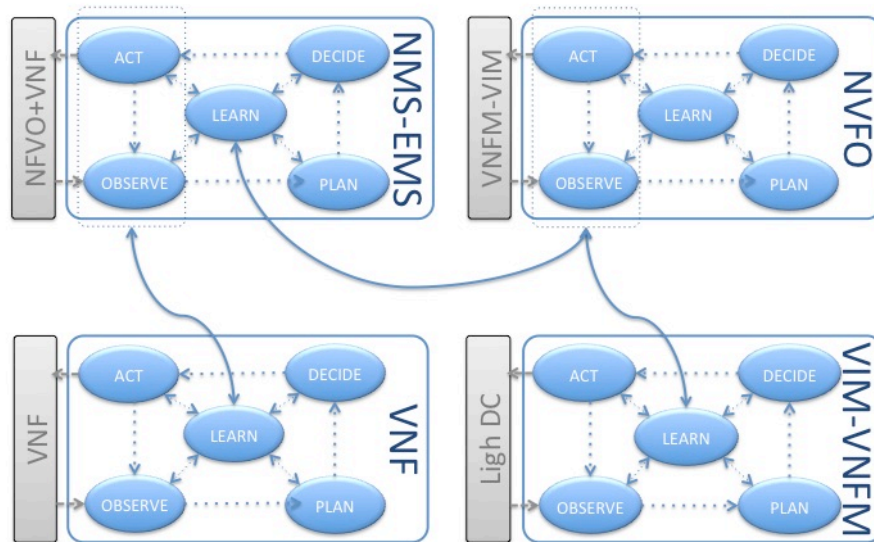 NFVO+VNF
ACT
DECIDE
LEARN
OBSERVE
PLAN
NMS-EMS
VNFM-VIM
ACT
DECIDE
LEARN
OBSERVE
PLAN
NVFO
VNF
ACT
DECIDE
LEARN
OBSERVE
PLAN
VNF
Ligh DC
ACT
DECIDE
LEARN
OBSERVE
PLAN
VIM-VNFM